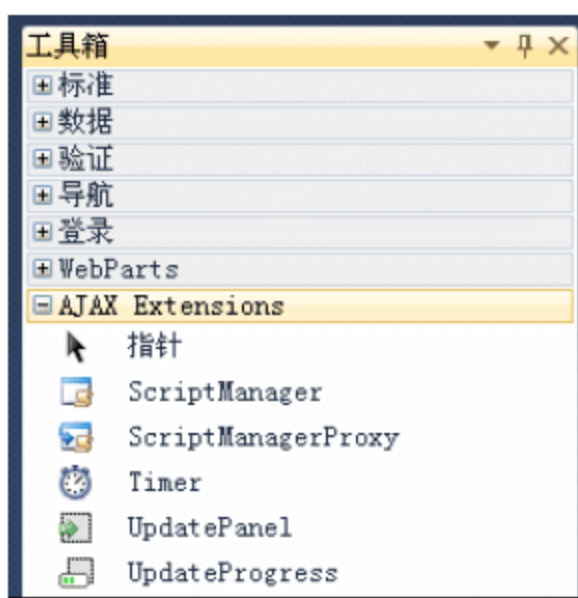 工具箱
标准
数据
验证
导航
登录
WebParts
AJAX Extensions
指针
ScriptManager
ScriptManagerProxy
Timer
UpdatePanel
UpdateProgress